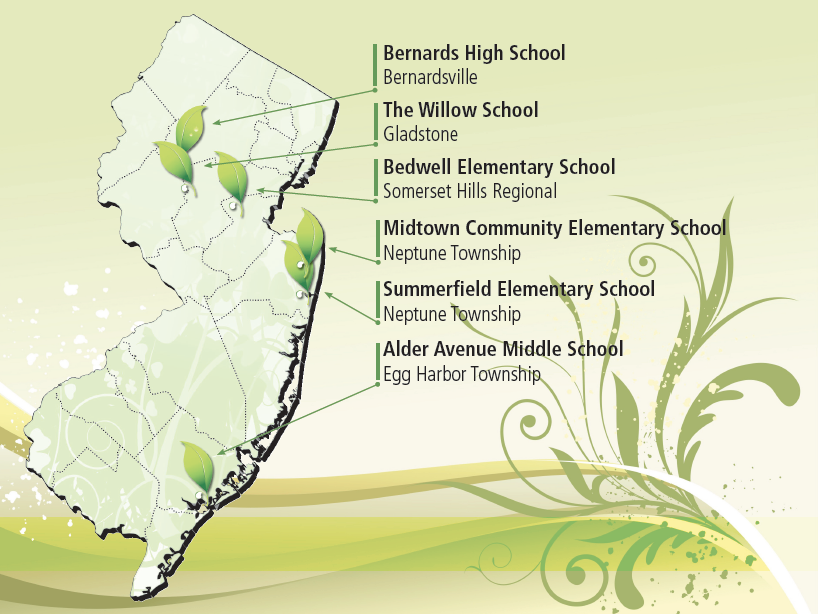 Bernards High School
Bernardsville
The Willow School
Gladstone
Bedwell Elementary School
Somerset Hills Regional
Midtown Community Elementary School
Neptune Township
Summerfield Elementary School
Neptune Township
Alder Avenue Middle School
Egg Harbor Township